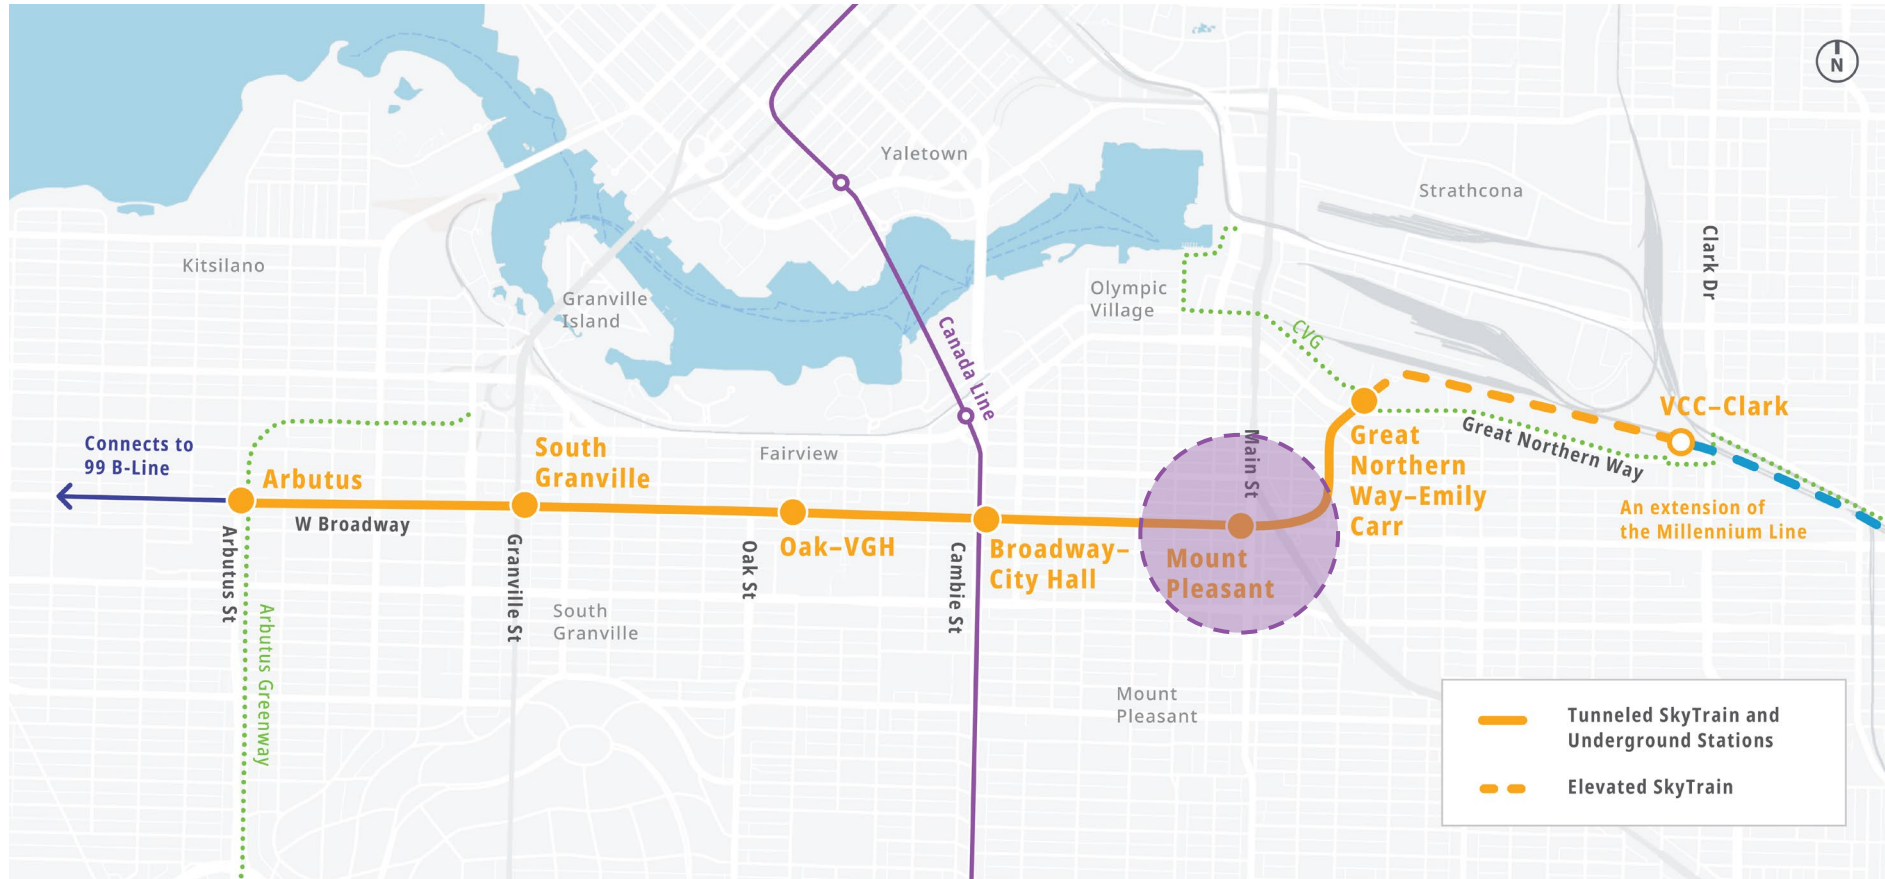 N
Yaletown
Strathcona
Clark Dr
Kitsilano
Granville
Island
Olympic
Village
CVG
Canada Line
VCC–Clark
Great Northern Way
Connects to
99 B-Line
Arbutus
South
Granville
Fairview
Main St
Great
Northern
Way–Emily
Carr
An extension of
the Millennium Line
W Broadway
Arbutus St
Granville St
Oak St
Oak–VGH
Cambie St
Broadway–
City Hall
Mount
Pleasant
Arbutus Greenway
South
Granville
Mount
Pleasant
Tunneled SkyTrain and
Underground Stations
Elevated SkyTrain